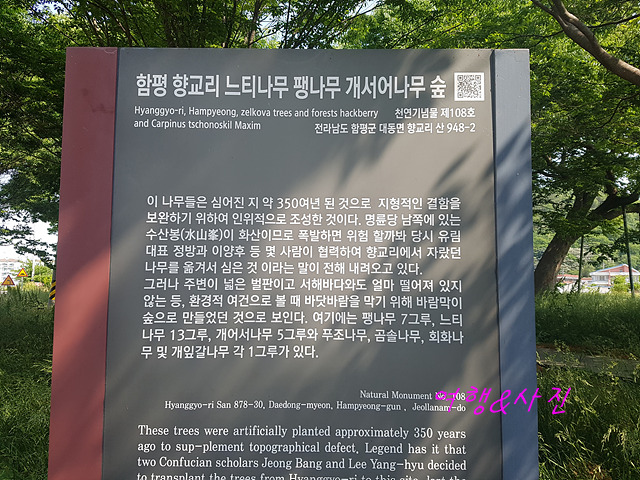 함평 향교리 느티나무 팽나무 개서어나무 숲
Hyanggyo-ri, Hampyeong, zelkova trees and forests hackberry
and Carpinus tschonoskil Maxim
천연기념물 제108호
전라남도 함평군 대동면 향교리 산 948-2
이 나무들은 심어진 지 약 350여년 된 것으로 지형적인 결함을
보완하기 위하여 인위적으로 조성한 것이다. 명륜당 남쪽에 있는
수산봉(水山峯)이 화산이므로 폭발하면 위험 할까봐 당시 유림
대표 정방과 이양후 등 몇 사람이 협력하여 향교리에서 자랐던
나무를 옮겨서 심은 것 이라는 말이 전해 내려오고 있다.
그러나 주변이 넓은 벌판이고 서해바다와도 얼마 떨어져 있지
않는 등, 환경적 여건으로 볼 때 바닷바람을 막기 위해 바람막이
숲으로 만들었던 것으로 보인다. 여기에는 팽나무 7그루, 느티
나무 13그루, 개어서나무 5그루와 푸조나무, 곰솔나무, 회화나
무 및 개잎갈나무 각 1그루가 있다.
Natural Monument No.108
Hyanggyo-ri San 878-30, Daedong-myeon, Hampyeong-gun , Jeollanam-do
여행&사진
These trees were artificially planted approximately 350 years
ago to sup-plement topographical defect. Legend has it that
two Confucian scholars Jeong Bang and Lee Yang-hyu decided
to transplant the trees from Hyanggyo-ri to this site, lest the